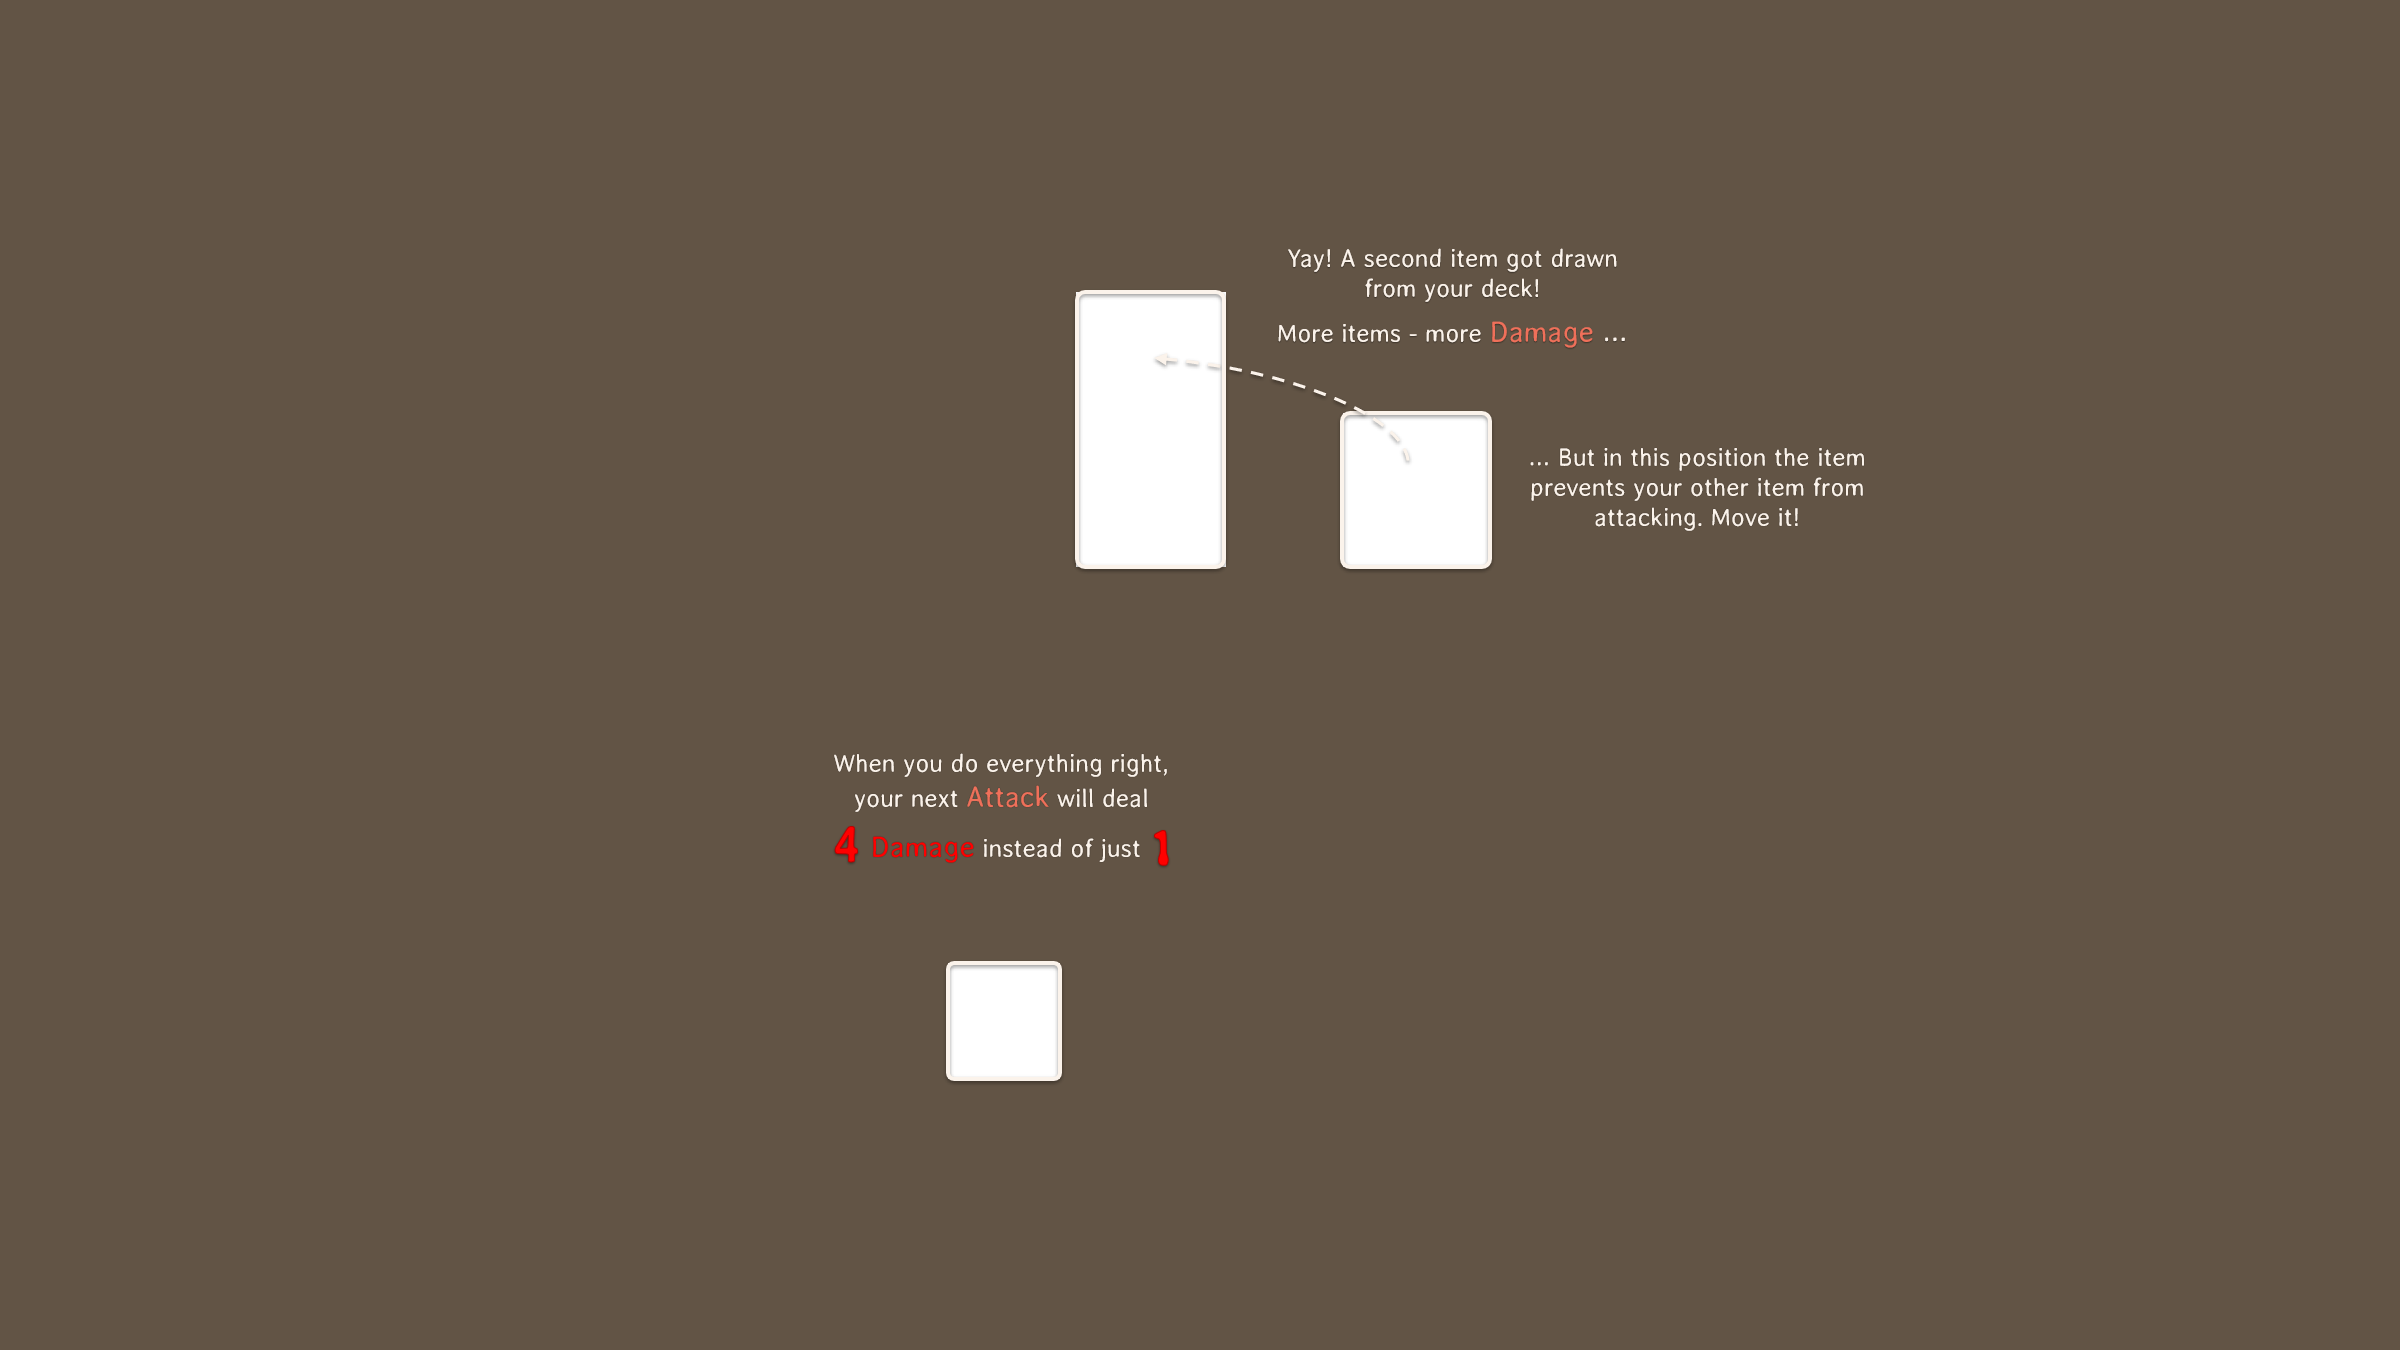 Yay! A second item got drawn
from your deck!
More items - more Damage ...
... But in this position the item
prevents your other item from
attacking. Move it!
When you do everything right,
your next Attack will deal
4 Damage instead of just 1